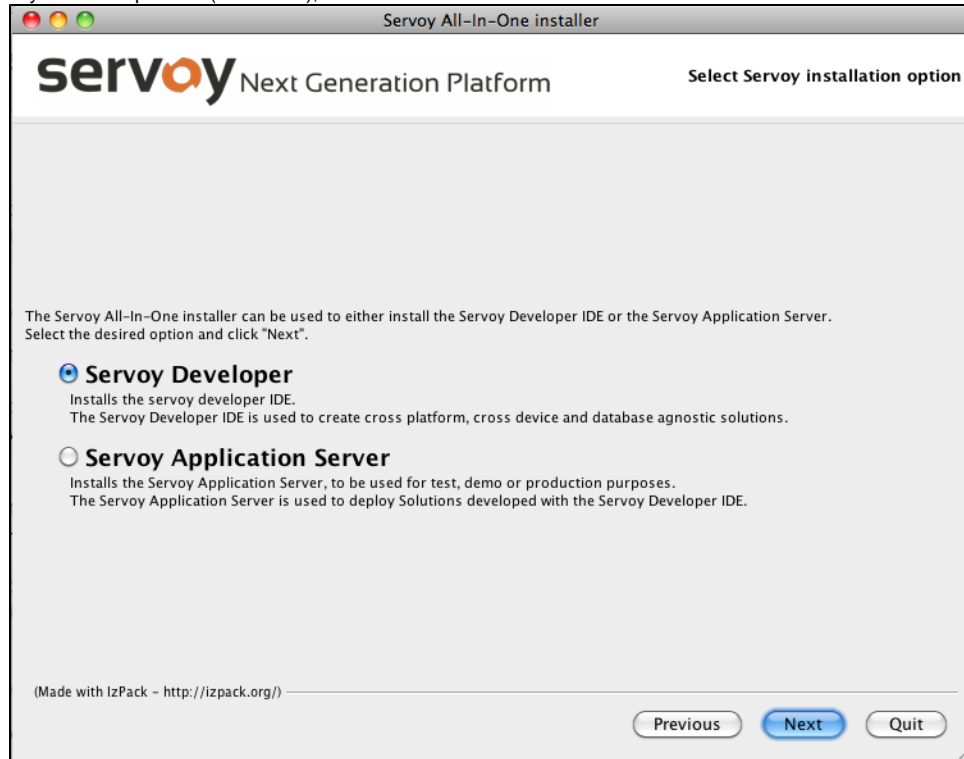 Servoy All-In-One installer
servoy Next Generation Platform
Select Servoy installation option
The Servoy All-In-One installer can be used to either install the Servoy Developer IDE or the Servoy Application Server.
Select the desired option and click "Next".
Servoy Developer
Installs the servoy developer IDE.
The Servoy Developer IDE is used to create cross platform, cross device and database agnostic solutions.
Servoy Application Server
Installs the Servoy Application Server, to be used for test, demo or production purposes.
The Servoy Application Server is used to deploy Solutions developed with the Servoy Developer IDE.
(Made with IzPack - http://izpack.org/)
Previous Next Quit